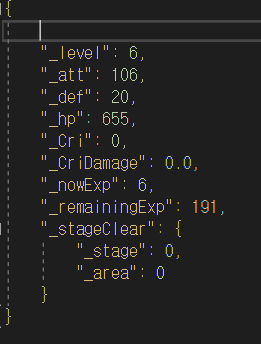 {
"_level": 6,
"_att": 106,
"_def": 20,
"_hp": 655,
"_Cri": 0,
"_CriDamage": 0.0,
"_nowExp": 6,
"_remainingExp": 191,
"_stageClear": {
"_stage": 0,
"_area": 0
}
}